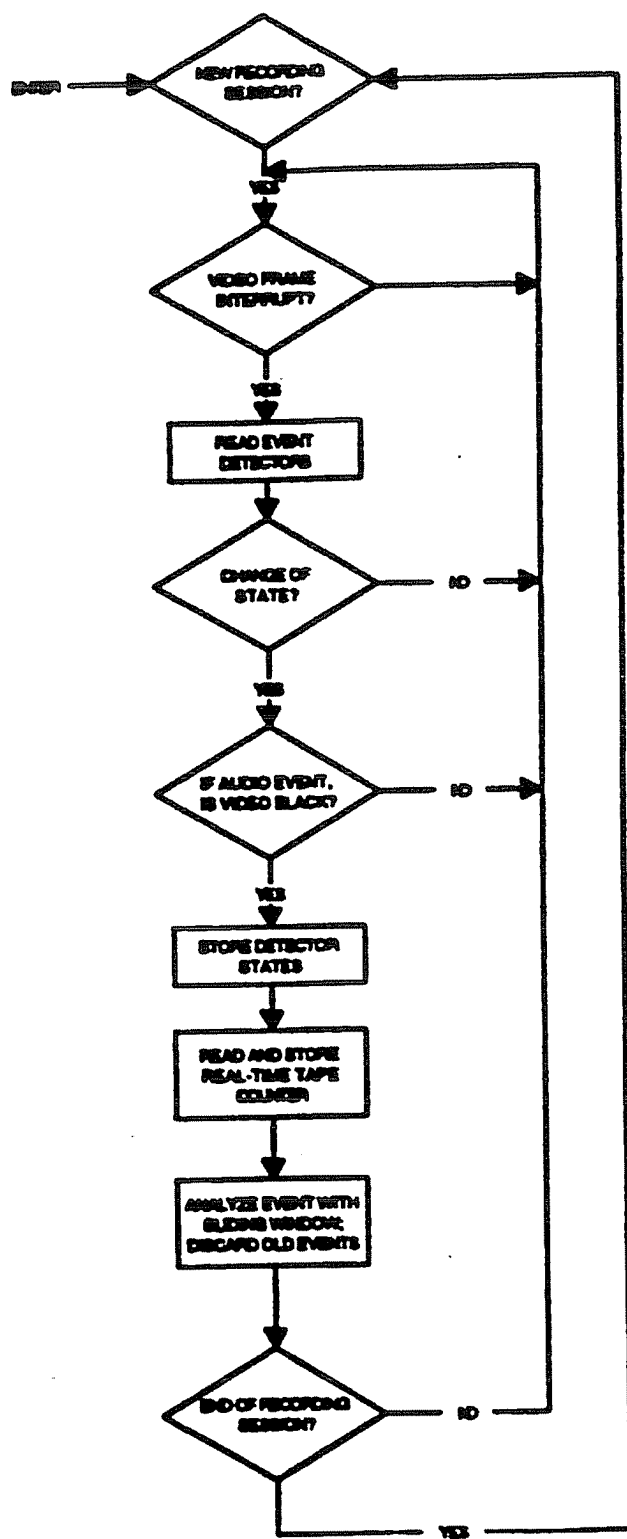 ENTER
NEW RECORDING
SESSION?
YES
VIDEO FRAME
INTERRUPT?
YES
READ EVENT
DETECTORS
CHANGE OF
STATE?
NO
YES
IF AUDIO EVENT,
IS VIDEO BLACK?
NO
YES
STORE DETECTOR
STATES
READ AND STORE
REAL-TIME TAPE
COUNTER
ANALYZE EVENT WITH
SLIDING WINDOW;
DISCARD OLD EVENTS
END OF RECORDING
SESSION?
NO
YES